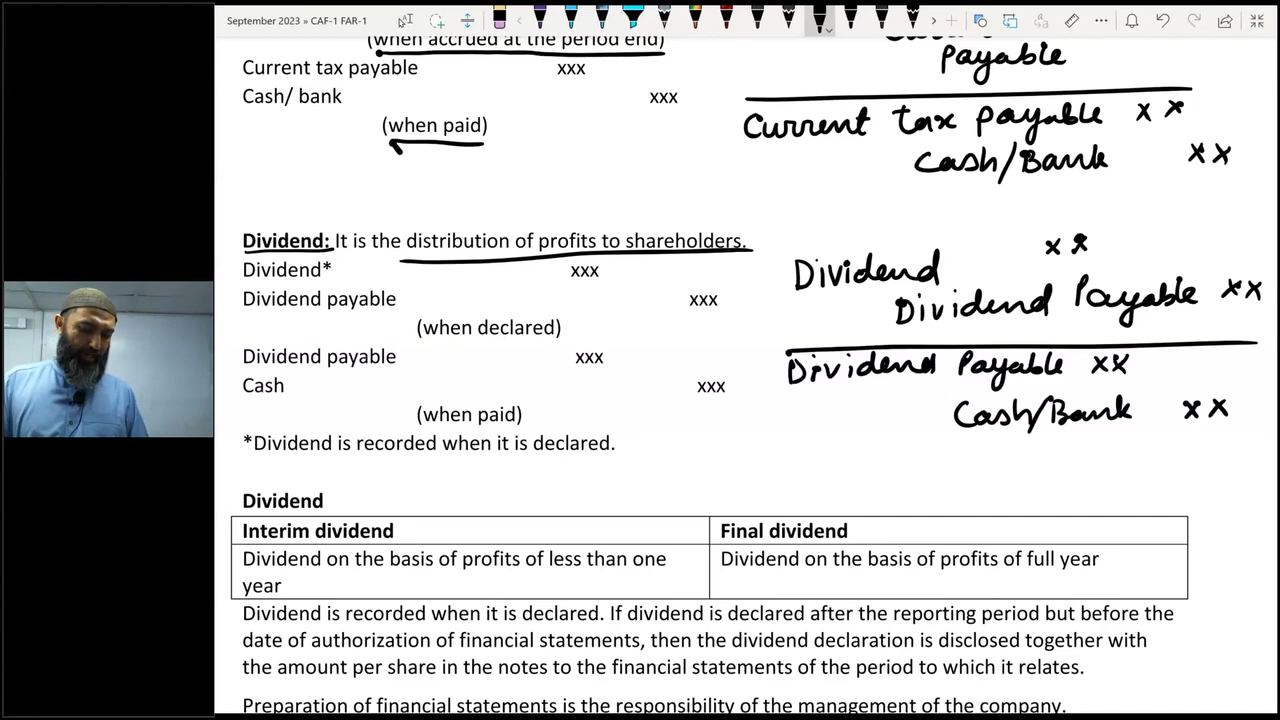 September 2023 » CAF-1 FAR-1
(when accrued at the period end)
Current tax payable xxx
Cash/ bank xxx
(when paid)
Payable
Current tax payable x x
Cash/Bank x x
Dividend: It is the distribution of profits to shareholders.
Dividend* xxx
Dividend payable xxx
(when declared)
Dividend payable xxx
Cash xxx
(when paid)
*Dividend is recorded when it is declared.
Dividend x x
Dividend Payable x x
Dividend Payable x x
Cash/Bank x x
Dividend
Interim dividend Final dividend
Dividend on the basis of profits of less than one Dividend on the basis of profits of full year
year
Dividend is recorded when it is declared. If dividend is declared after the reporting period but before the
date of authorization of financial statements, then the dividend declaration is disclosed together with
the amount per share in the notes to the financial statements of the period to which it relates.
Preparation of financial statements is the responsibility of the management of the company.